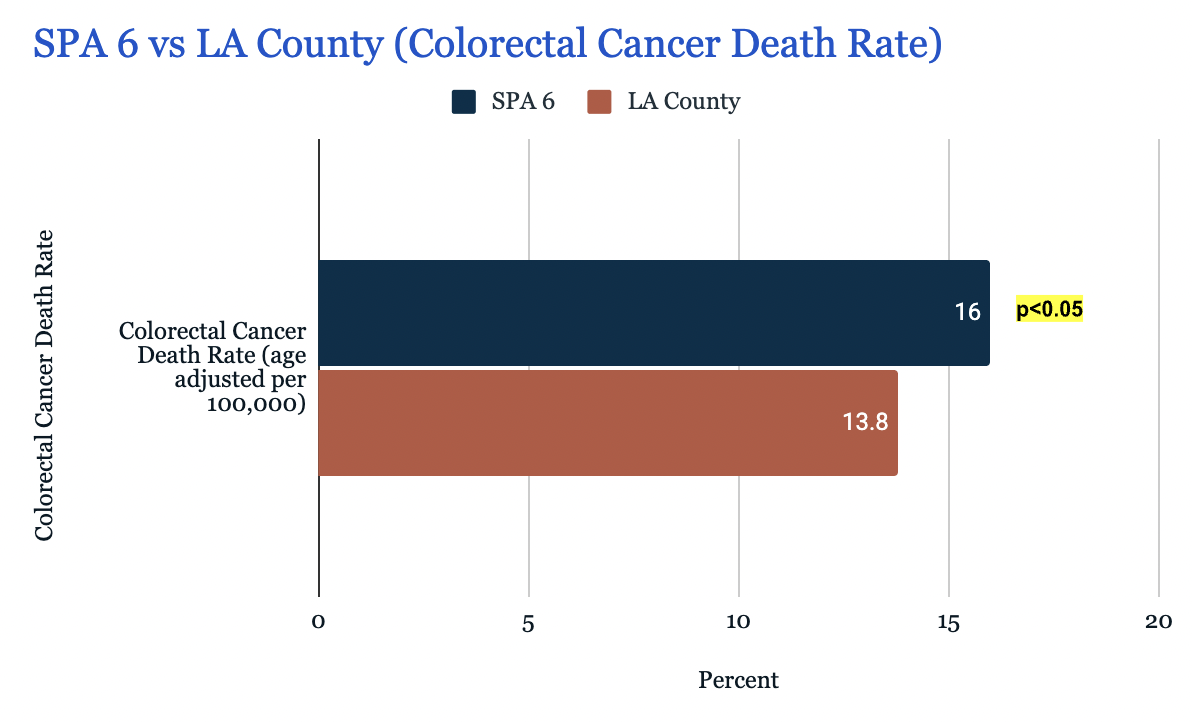 SPA 6 vs LA County (Colorectal Cancer Death Rate)
SPA 6
LA County
Colorectal Cancer Death Rate
Colorectal Cancer
Death Rate (age
adjusted per
100,000)
16
p<0.05
13.8
0
5
10
15
20
Percent